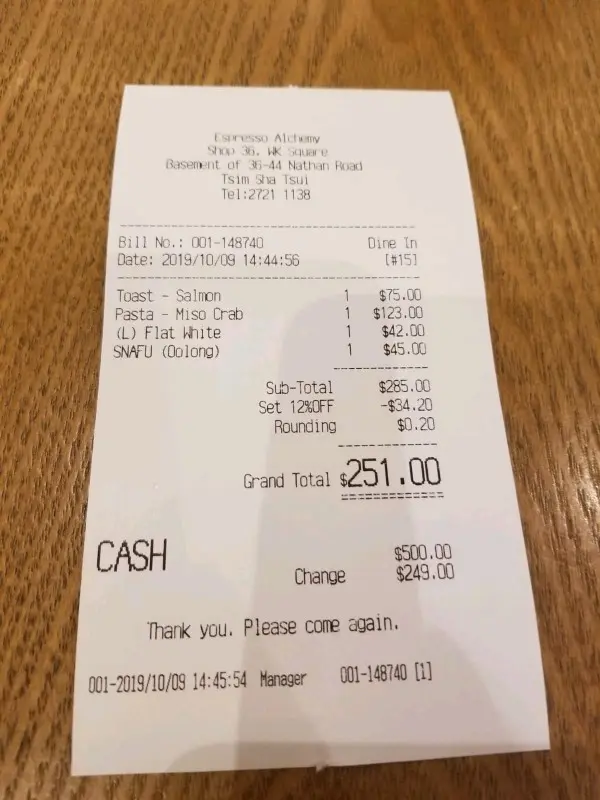 Espresso Alchemy
Shop 36, WK Square
Basement of 36-44 Nathan Road
Tsim Sha Tsui
Tel:2721 1138
Bill No.: 001-148740 Dine In
Date: 2019/10/09 14:44:56 [#15]
Toast - Salmon 1 $75.00
Pasta - Miso Crab 1 $123.00
(L) Flat White 1 $42.00
SNAFU (Oolong) 1 $45.00
Sub-Total $285.00
Set 12%OFF -$34.20
Rounding $0.20
Grand Total $251.00
CASH $500.00
Change $249.00
Thank you. Please come again.
001-2019/10/09 14:45:54 Manager 001-148740 [1]